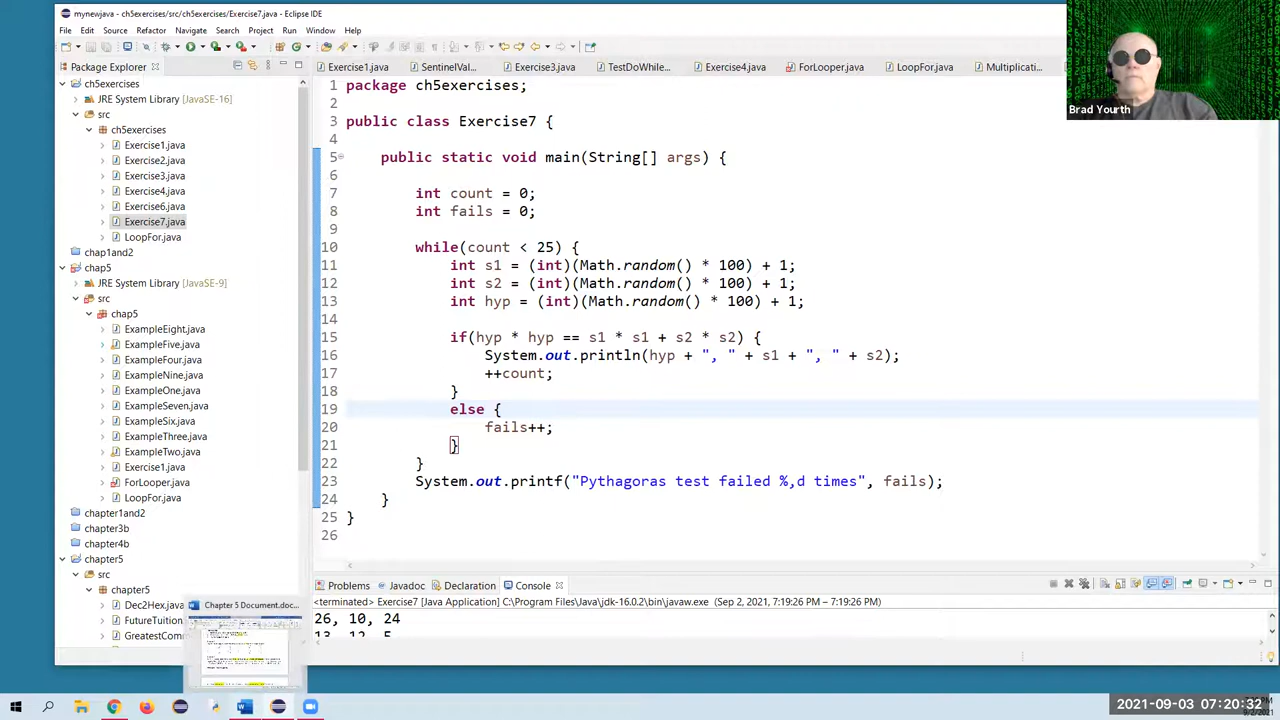 mynewjava - ch5exercises/src/ch5exercises/Exercise7.java - Eclipse IDE
File Edit Source Refactor Navigate Search Project Run Window Help
Package Explorer
Exercise1.java SentinelVal... Exercise3.java TestDoWhile... Exercise4.java ForLooper.java LoopFor.java Multiplicati...
Brad Yourth
ch5exercises
JRE System Library [JavaSE-16]
src
ch5exercises
Exercise1.java
Exercise2.java
Exercise3.java
Exercise4.java
Exercise6.java
Exercise7.java
LoopFor.java
chap1and2
chap5
JRE System Library [JavaSE-9]
src
chap5
ExampleEight.java
ExampleFive.java
ExampleFour.java
ExampleNine.java
ExampleOne.java
ExampleSeven.java
ExampleSix.java
ExampleThree.java
ExampleTwo.java
Exercise1.java
ForLooper.java
LoopFor.java
chapter1and2
chapter3b
chapter4b
chapter5
src
chapter5
Dec2Hex.java
FutureTuition
GreatestComm
Chapter 5 Document.doc...
1 package ch5exercises;
2
3 public class Exercise7 {
4
5 public static void main(String[] args) {
6
7 int count = 0;
8 int fails = 0;
9
10 while(count < 25) {
11 int s1 = (int)(Math.random() * 100) + 1;
12 int s2 = (int)(Math.random() * 100) + 1;
13 int hyp = (int)(Math.random() * 100) + 1;
14
15 if(hyp * hyp == s1 * s1 + s2 * s2) {
16 System.out.println(hyp + ", " + s1 + ", " + s2);
17 ++count;
18 }
19 else {
20 fails++;
21 }
22 }
23 System.out.printf("Pythagoras test failed %,d times", fails);
24 }
25 }
26
Problems Javadoc Declaration Console
<terminated> Exercise7 [Java Application] C:\Program Files\Java\jdk-16.0.2\bin\javaw.exe (Sep 2, 2021, 7:19:26 PM – 7:19:26 PM)
26, 10, 24
13, 12, 5
2021-09-03 07:20:32
9/2/2021